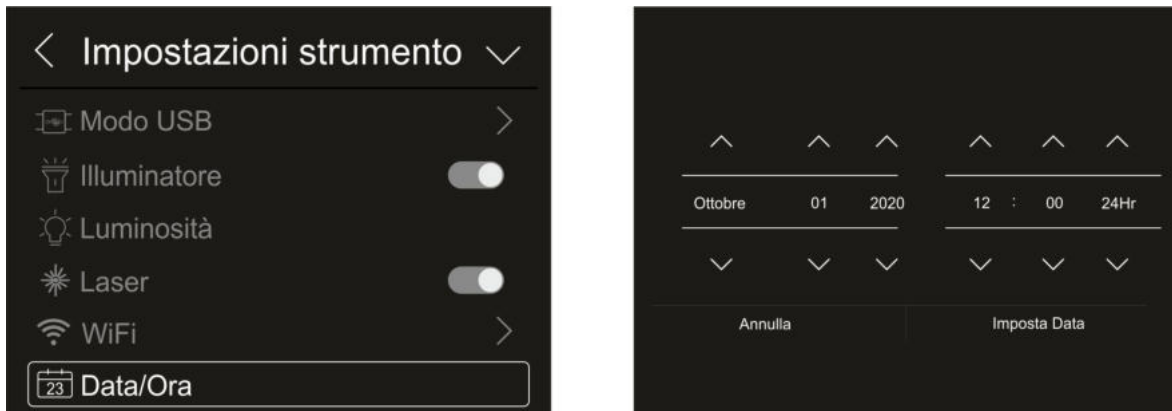 Impostazioni strumento
Modo USB
Illuminatore
Luminosità
Laser
WiFi
23 Data/Ora
Ottobre 01 2020 12 : 00 24Hr
Annulla Imposta Data